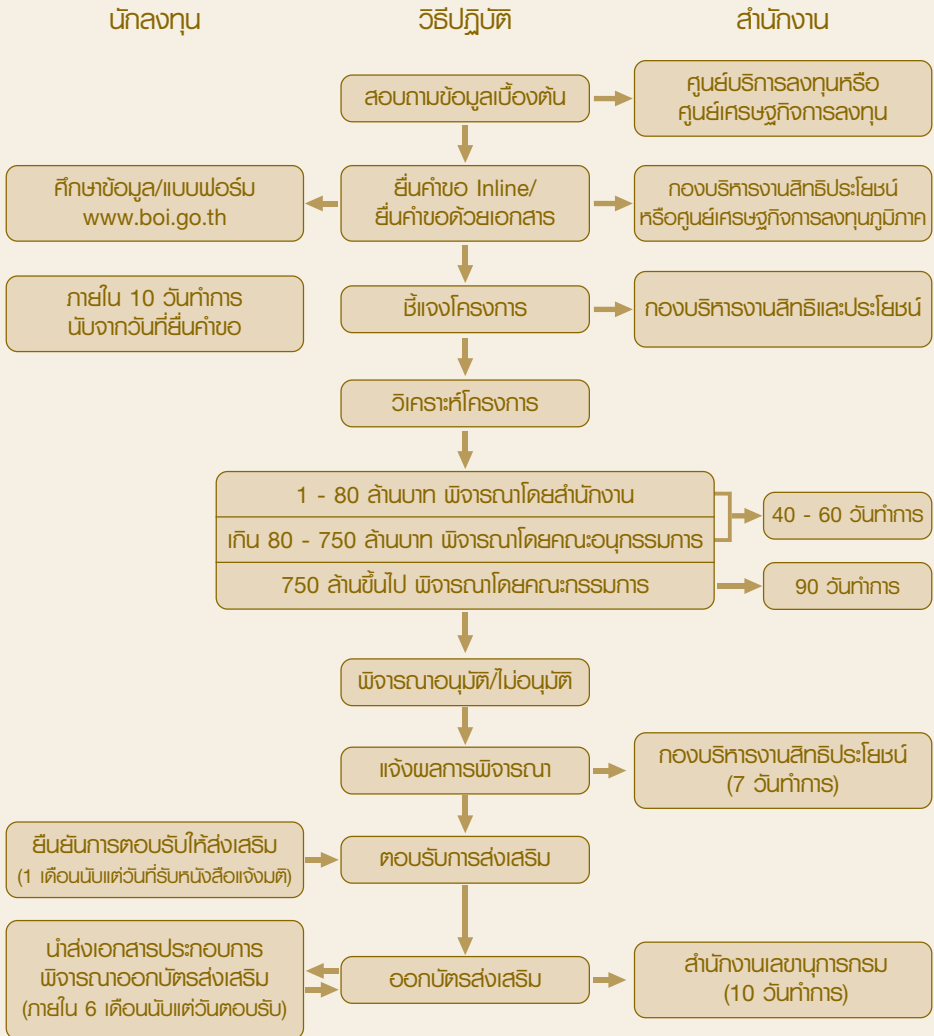 นักลงทุน
วิธีปฏิบัติ
สำนักงาน
สอบถามข้อมูลเบื้องต้น
ศูนย์บริการลงทุนหรือ
ศูนย์เศรษฐกิจการลงทุน
ศึกษาข้อมูล/แบบฟอร์ม
www.boi.go.th
ยื่นคำขอ Inline/
ยื่นคำขอด้วยเอกสาร
กองบริหารงานสิทธิประโยชน์
หรือศูนย์เศรษฐกิจการลงทุนภูมิภาค
ภายใน 10 วันทำการ
นับจากวันที่ยื่นคำขอ
ชี้แจงโครงการ
กองบริหารงานสิทธิและประโยชน์
วิเคราะห์โครงการ
1 - 80 ล้านบาท พิจารณาโดยสำนักงาน
เกิน 80 - 750 ล้านบาท พิจารณาโดยคณะอนุกรรมการ
40 - 60 วันทำการ
750 ล้านขึ้นไป พิจารณาโดยคณะกรรมการ
90 วันทำการ
พิจารณาอนุมัติ/ไม่อนุมัติ
แจ้งผลการพิจารณา
กองบริหารงานสิทธิประโยชน์
(7 วันทำการ)
ยืนยันการตอบรับให้ส่งเสริม
(1 เดือนนับแต่วันที่รับหนังสือแจ้งมติ)
ตอบรับการส่งเสริม
นำส่งเอกสารประกอบการ
พิจารณาออกบัตรส่งเสริม
(ภายใน 6 เดือนนับแต่วันตอบรับ)
ออกบัตรส่งเสริม
สำนักงานเลขานุการกรม
(10 วันทำการ)